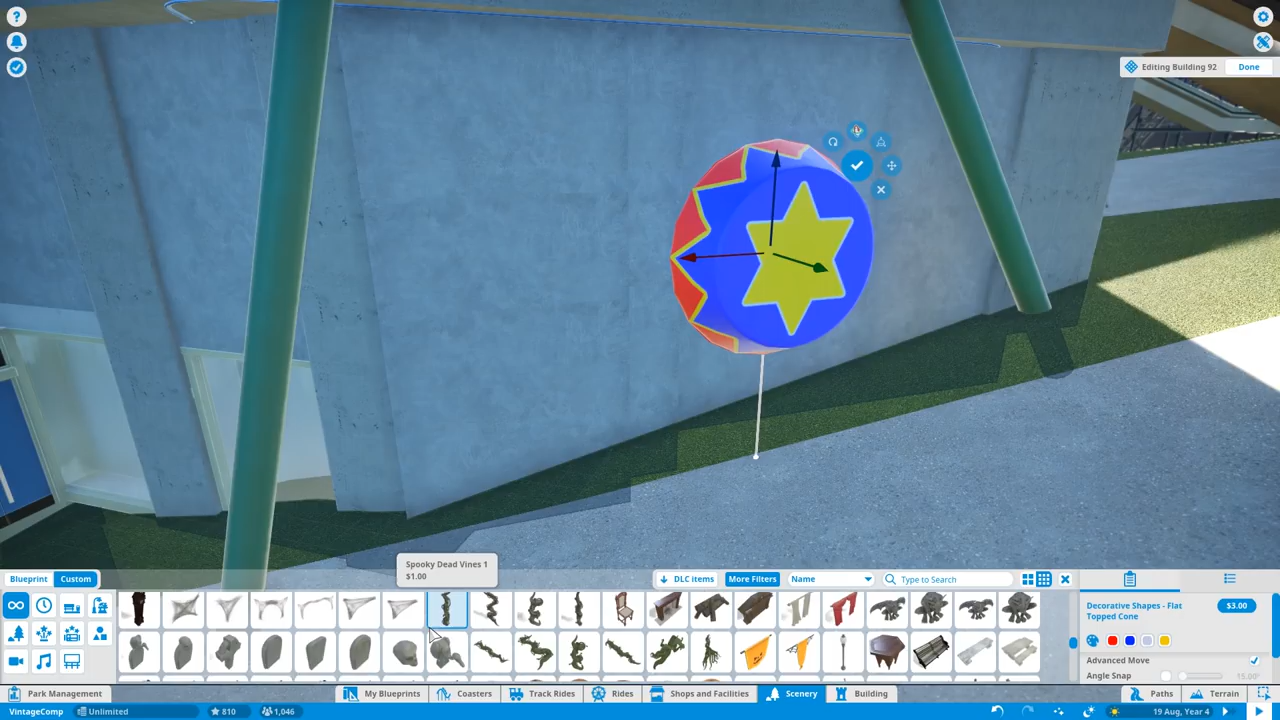 Editing Building 92 Done
Spooky Dead Vines 1
$1.00
Blueprint Custom
DLC items More Filters Name Type to Search
Decorative Shapes - Flat Topped Cone $3.00
Advanced Move
Angle Snap 15.00°
Park Management My Blueprints Coasters Track Rides Rides Shops and Facilities Scenery Building Paths Terrain
VintageComp Unlimited 810 1,046 19 Aug, Year 4